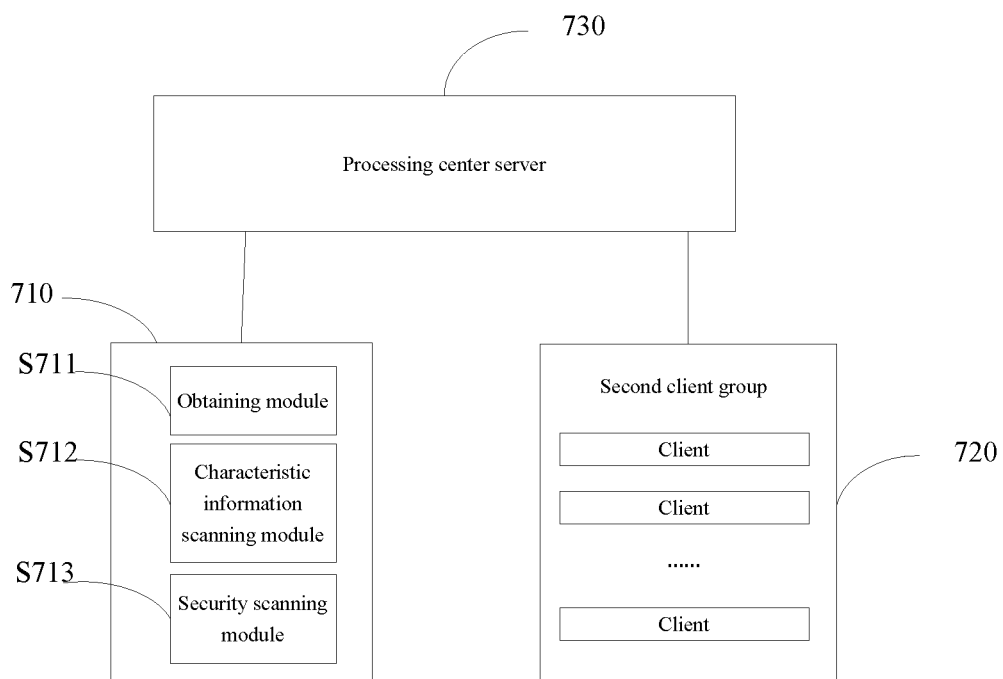 730
Processing center server
710
S711
Obtaining module
S712
Characteristic
information
scanning module
S713
Security scanning
module
Second client group
Client
Client
......
Client
720